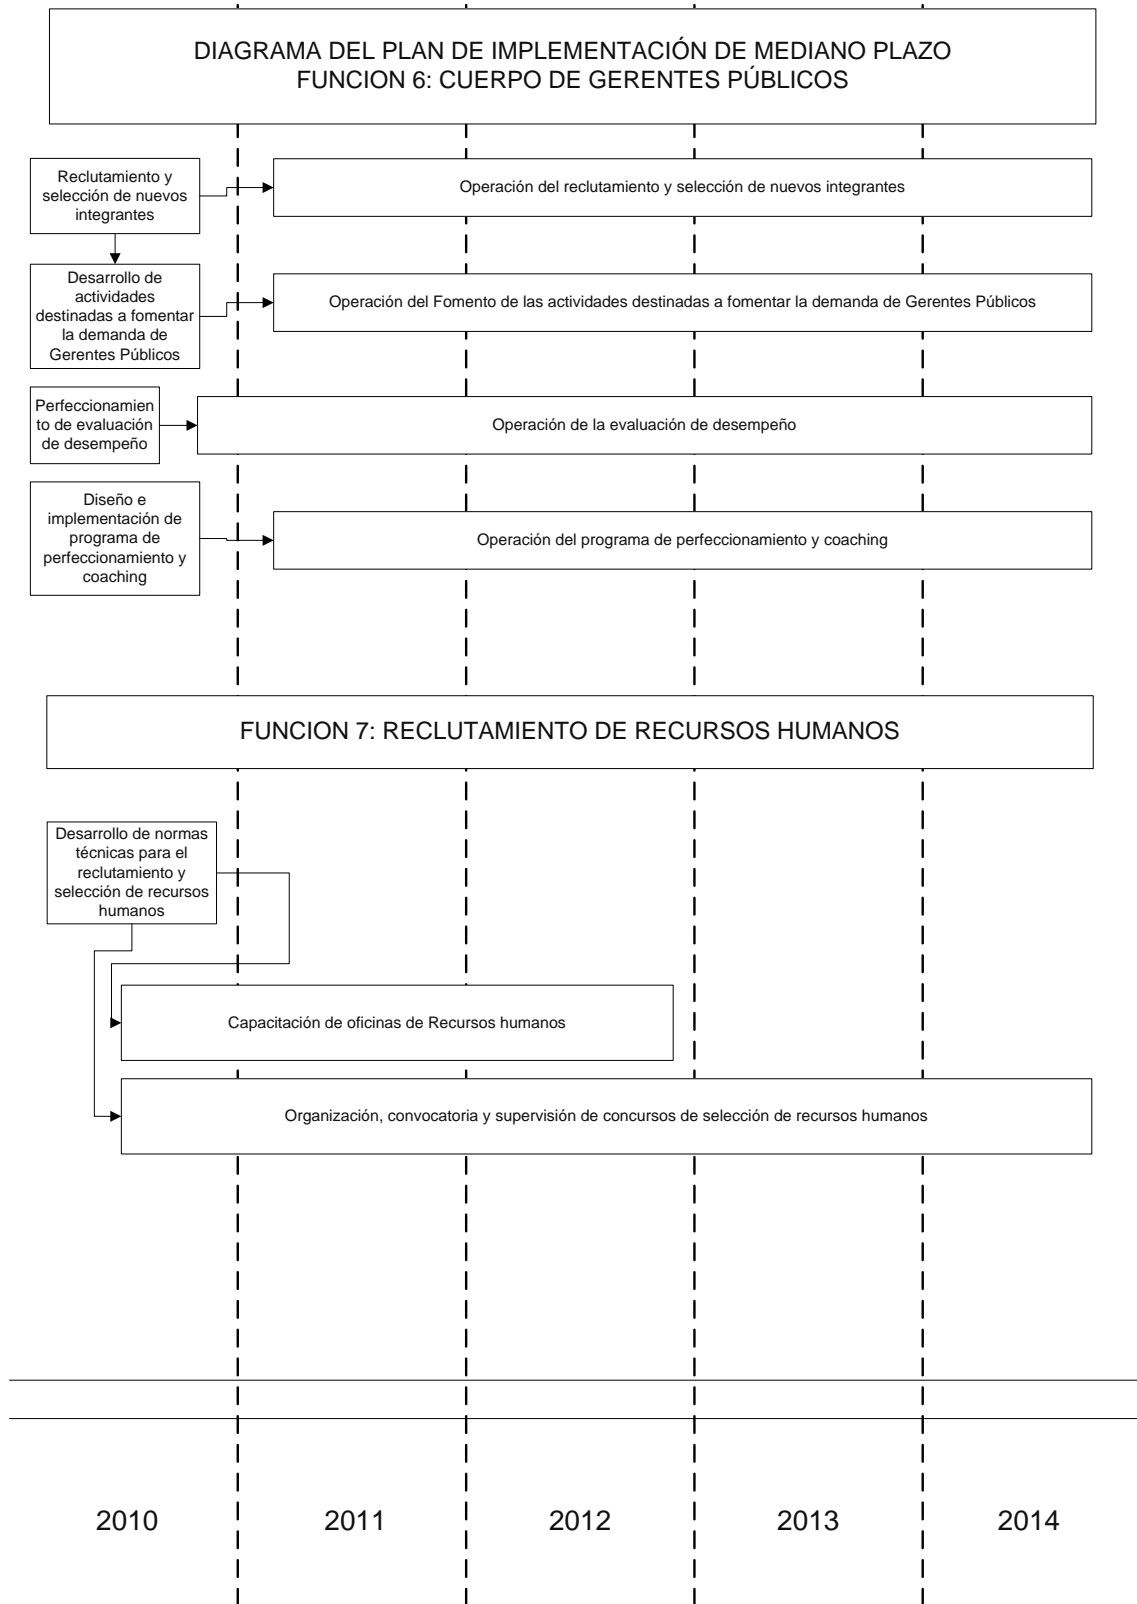 DIAGRAMA DEL PLAN DE IMPLEMENTACIÓN DE MEDIANO PLAZO
FUNCION 6: CUERPO DE GERENTES PÚBLICOS
Reclutamiento y
selección de nuevos
integrantes
Operación del reclutamiento y selección de nuevos integrantes
Desarrollo de
actividades
destinadas a fomentar
la demanda de
Gerentes Públicos
Operación del Fomento de las actividades destinadas a fomentar la demanda de Gerentes Públicos
Perfeccionamien
to de evaluación
de desempeño
Operación de la evaluación de desempeño
Diseño e
implementación de
programa de
perfeccionamiento y
coaching
Operación del programa de perfeccionamiento y coaching
FUNCION 7: RECLUTAMIENTO DE RECURSOS HUMANOS
Desarrollo de normas
técnicas para el
reclutamiento y
selección de recursos
humanos
Capacitación de oficinas de Recursos humanos
Organización, convocatoria y supervisión de concursos de selección de recursos humanos
2010
2011
2012
2013
2014